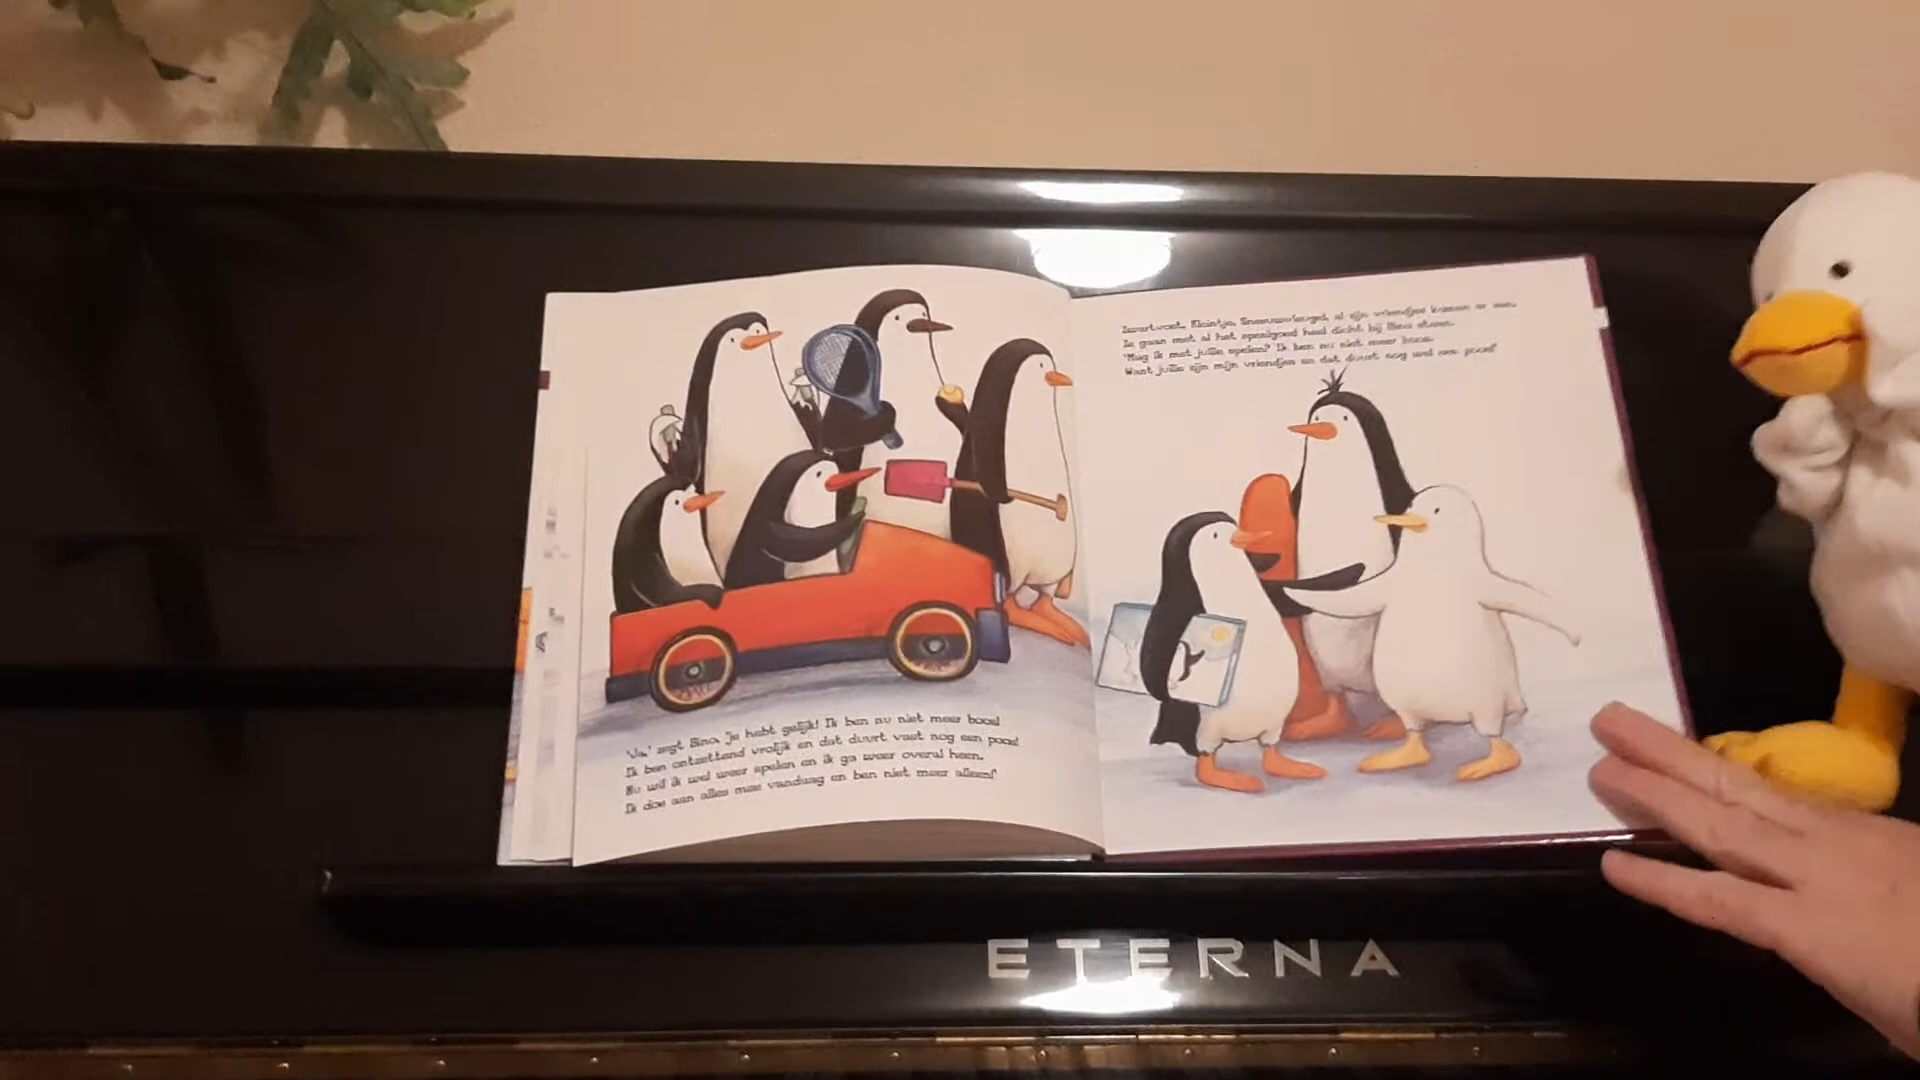 'Ja,' zegt Bino, 'je hebt gelijk! Ik ben nu niet meer boos!
Ik ben ontzettend vrolijk en dat duurt vast nog een poos!
Nu wil ik wel weer spelen en ik ga weer overal heen.
Ik doe aan alles mee vandaag en ben niet meer alleen!'
Zwartvoet, Kleintje, Sneeuwvleugel, al zijn vriendjes komen er aan.
Ze gaan met al het speelgoed heel dicht bij Bino staan.
'Mag ik met jullie spelen? Ik ben nu niet meer boos.
Want jullie zijn mijn vriendjes en dat duurt nog wel een poos!'
ETERNA